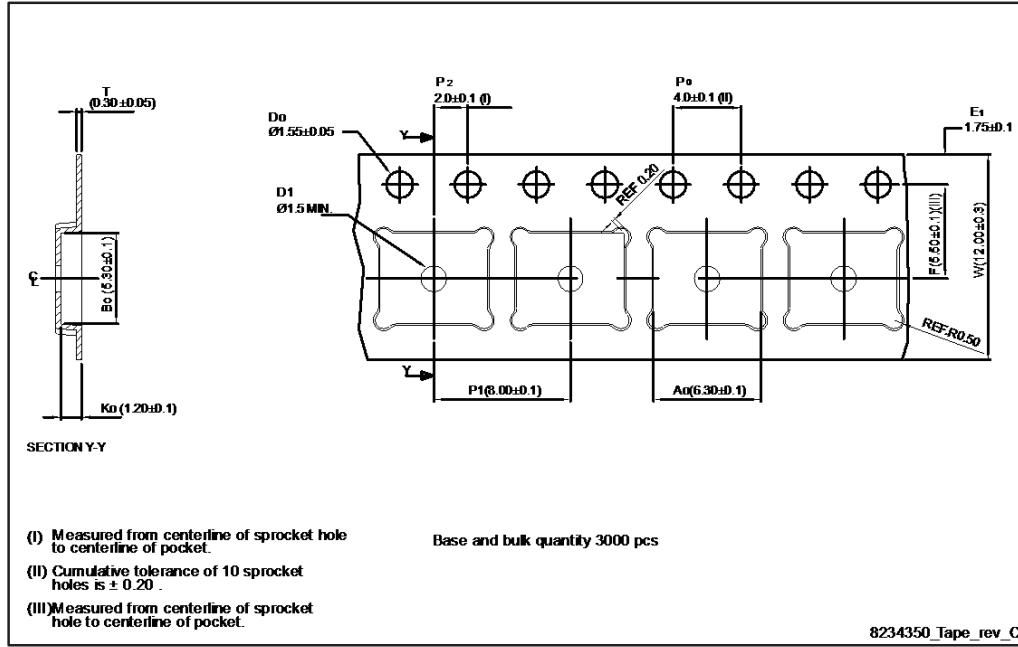 T
(0.30±0.05)
P2
2.0±0.1 (I)
P0
4.0±0.1 (II)
E1
1.75±0.1
D0
Ø1.55±0.05
Y
D1
Ø1.5 MIN.
REF 0.20
F(5.50±0.1)(III)
W(12.00±0.3)
C
L
Bo (5.30±0.1)
REF.R0.50
Y
Ko (1.20±0.1)
P1(8.00±0.1)
Ao(6.30±0.1)
SECTION Y-Y
(I) Measured from centerline of sprocket hole
to centerline of pocket.
Base and bulk quantity 3000 pcs
(II) Cumulative tolerance of 10 sprocket
holes is ± 0.20 .
(III)Measured from centerline of sprocket
hole to centerline of pocket.
8234350_Tape_rev_C